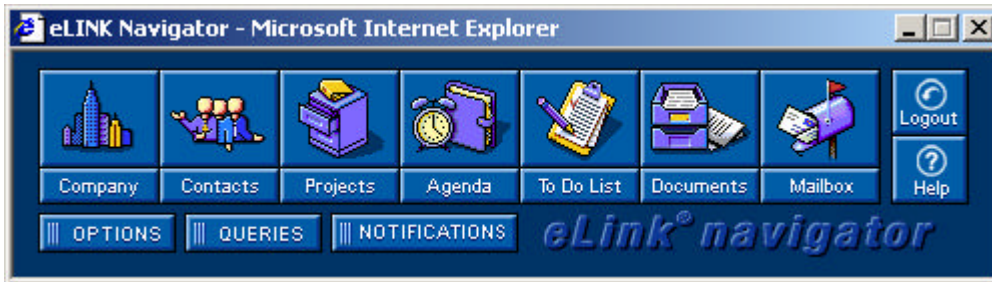 eLINK Navigator - Microsoft Internet Explorer
Company Contacts Projects Agenda To Do List Documents Mailbox
Logout
Help
OPTIONS QUERIES NOTIFICATIONS eLink® navigator